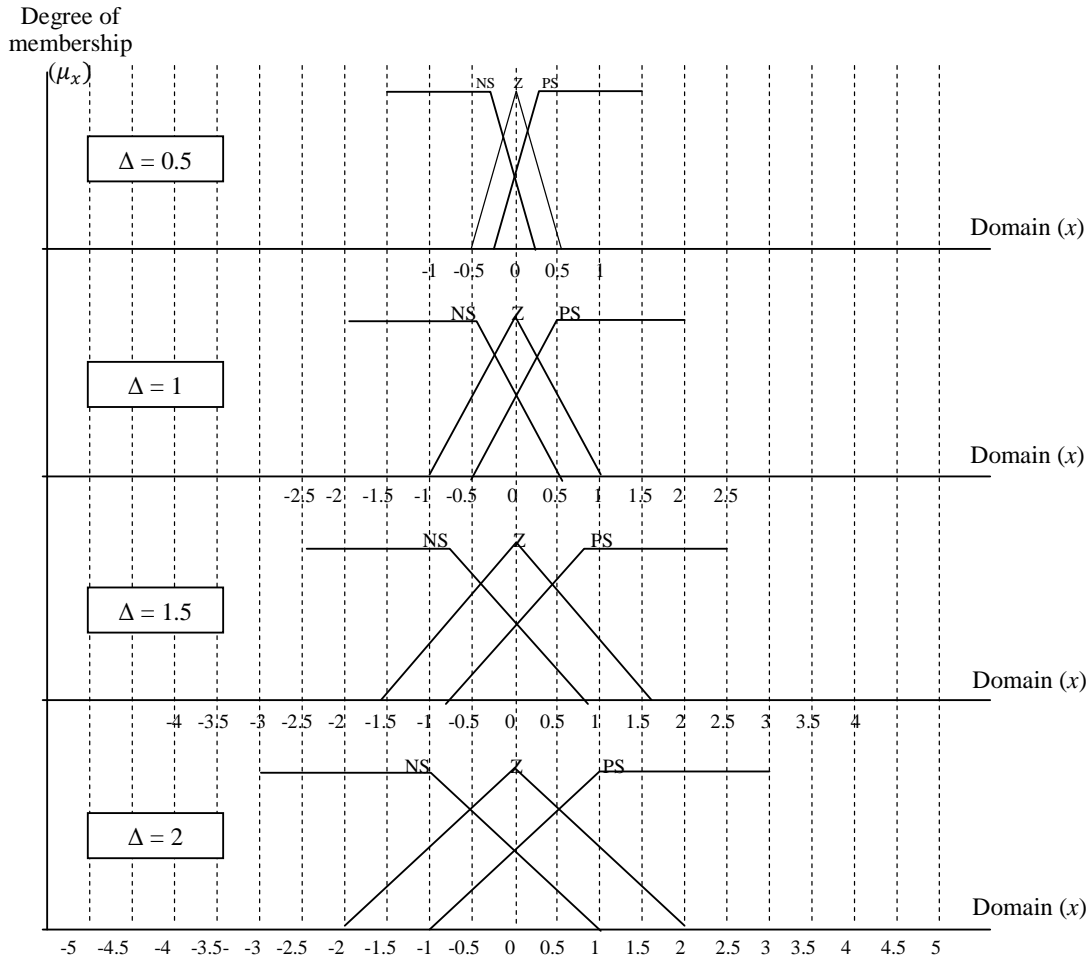 Degree of
membership
(μₓ)
NS Z PS
Δ = 0.5
Domain (x)
-1 -0.5 0 0.5 1
NS Z PS
Δ = 1
Domain (x)
-2.5 -2 -1.5 -1 -0.5 0 0.5 1 1.5 2 2.5
NS Z PS
Δ = 1.5
Domain (x)
-4 -3.5 -3 -2.5 -2 -1.5 -1 -0.5 0 0.5 1 1.5 2 2.5 3 3.5 4
NS Z PS
Δ = 2
Domain (x)
-5 -4.5 -4 -3.5- -3 -2.5 -2 -1.5 -1 -0.5 0 0.5 1 1.5 2 2.5 3 3.5 4 4.5 5